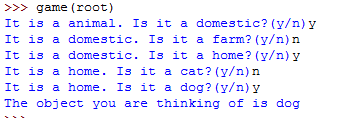 >>> game(root)
It is a animal. Is it a domestic?(y/n)y
It is a domestic. Is it a farm?(y/n)n
It is a domestic. Is it a home?(y/n)y
It is a home. Is it a cat?(y/n)n
It is a home. Is it a dog?(y/n)y
The object you are thinking of is dog
>>>